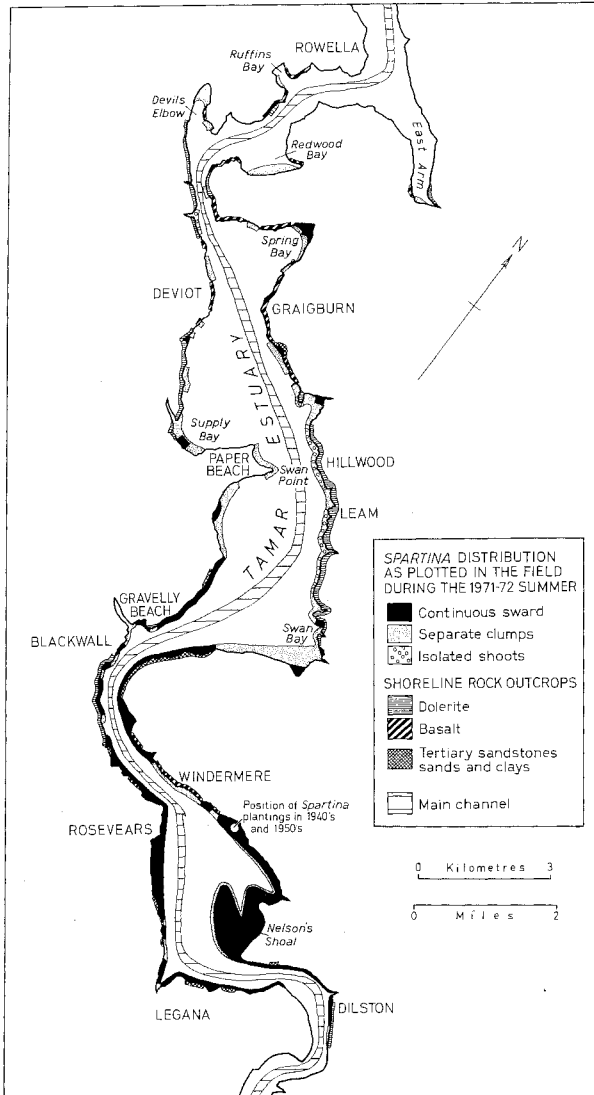 ROWELLA
Ruffins
Bay
Devils
Elbow
Redwood
Bay
East Arm
Spring
Bay
N
DEVIOT
GRAIGBURN
TAMAR ESTUARY
Supply
Bay
PAPER
BEACH
Swan
Point
HILLWOOD
LEAM
GRAVELLY
BEACH
BLACKWALL
Swan
Bay
WINDERMERE
Position of Spartina
plantings in 1940's
and 1950's
ROSEVEARS
Nelson's
Shoal
LEGANA
DILSTON
SPARTINA DISTRIBUTION
AS PLOTTED IN THE FIELD
DURING THE 1971-72 SUMMER
Continuous sward
Separate clumps
Isolated shoots
SHORELINE ROCK OUTCROPS
Dolerite
Basalt
Tertiary sandstones
sands and clays
Main channel
0 Kilometres 3
0 Miles 2